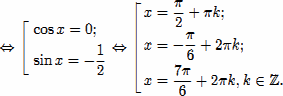 ⇔ [ cos x = 0; sin x = −1/2 ⇔ [ x = π/2 + πk; x = −π/6 + 2πk; x = 7π/6 + 2πk, k ∈ ℤ.